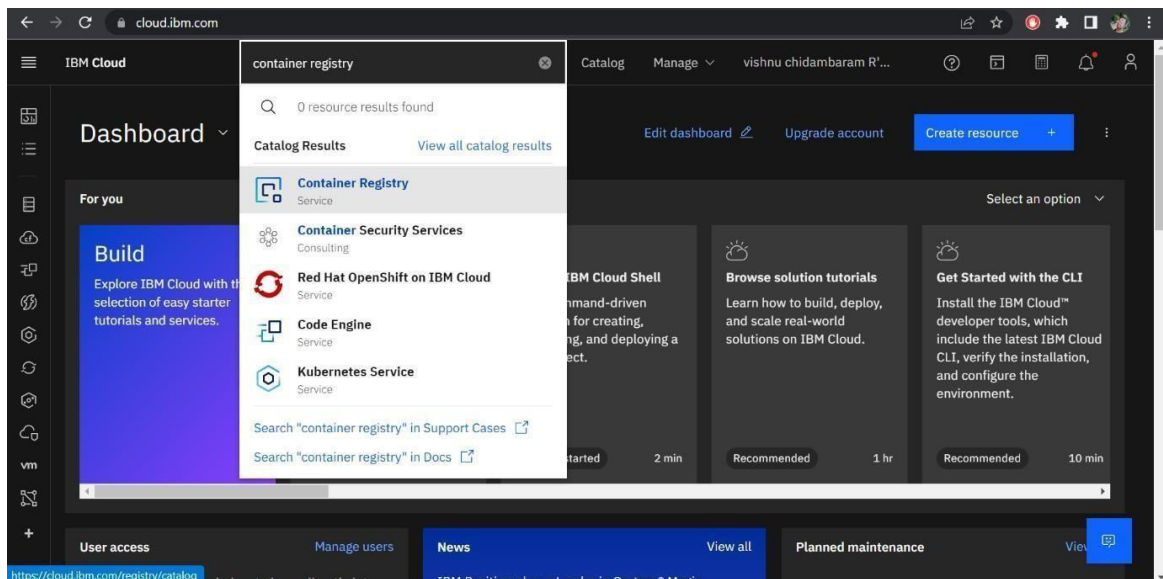 cloud.ibm.com
IBM Cloud
container registry
Catalog
Manage
vishnu chidambaram R'...
0 resource results found
Catalog Results
View all catalog results
Container Registry
Service
Container Security Services
Consulting
Red Hat OpenShift on IBM Cloud
Service
Code Engine
Service
Kubernetes Service
Service
Search "container registry" in Support Cases
Search "container registry" in Docs
Dashboard
Edit dashboard
Upgrade account
Create resource +
For you
Select an option
Build
Explore IBM Cloud with th
selection of easy starter
tutorials and services.
IBM Cloud Shell
mmand-driven
for creating,
ng, and deploying a
ect.
started
2 min
Browse solution tutorials
Learn how to build, deploy,
and scale real-world
solutions on IBM Cloud.
Recommended
1 hr
Get Started with the CLI
Install the IBM Cloud™
developer tools, which
include the latest IBM Cloud
CLI, verify the installation,
and configure the
environment.
Recommended
10 min
vm
User access
Manage users
News
View all
Planned maintenance
https://cloud.ibm.com/registry/catalog